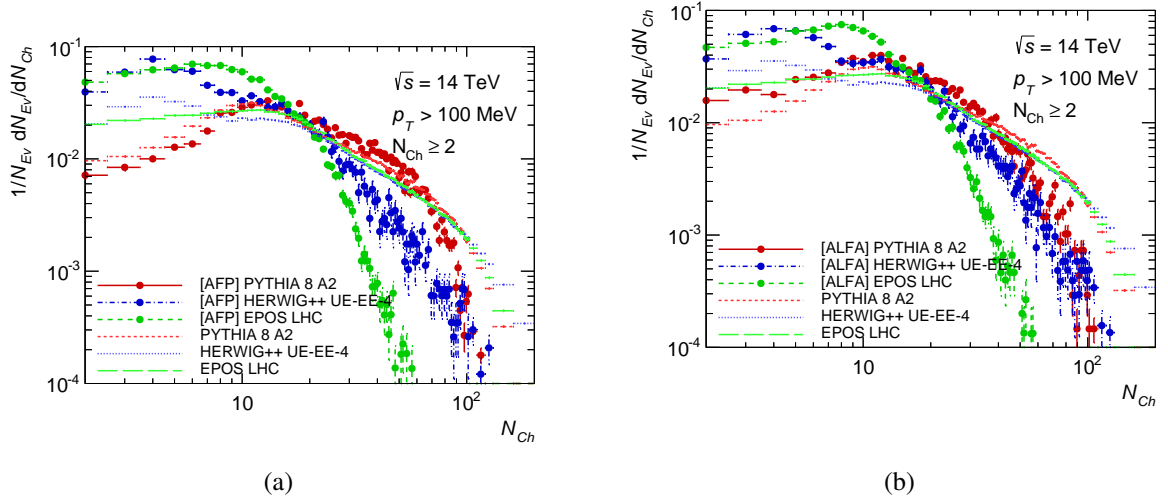 1/N_Ev dN_Ev/dN_Ch
10^-1
10^-2
10^-3
10^-4
√s = 14 TeV
p_T > 100 MeV
N_Ch ≥ 2
[AFP] PYTHIA 8 A2
[AFP] HERWIG++ UE-EE-4
[AFP] EPOS LHC
PYTHIA 8 A2
HERWIG++ UE-EE-4
EPOS LHC
10
10^2
N_Ch
(a)
1/N_Ev dN_Ev/dN_Ch
10^-1
10^-2
10^-3
10^-4
√s = 14 TeV
p_T > 100 MeV
N_Ch ≥ 2
[ALFA] PYTHIA 8 A2
[ALFA] HERWIG++ UE-EE-4
[ALFA] EPOS LHC
PYTHIA 8 A2
HERWIG++ UE-EE-4
EPOS LHC
10
10^2
N_Ch
(b)